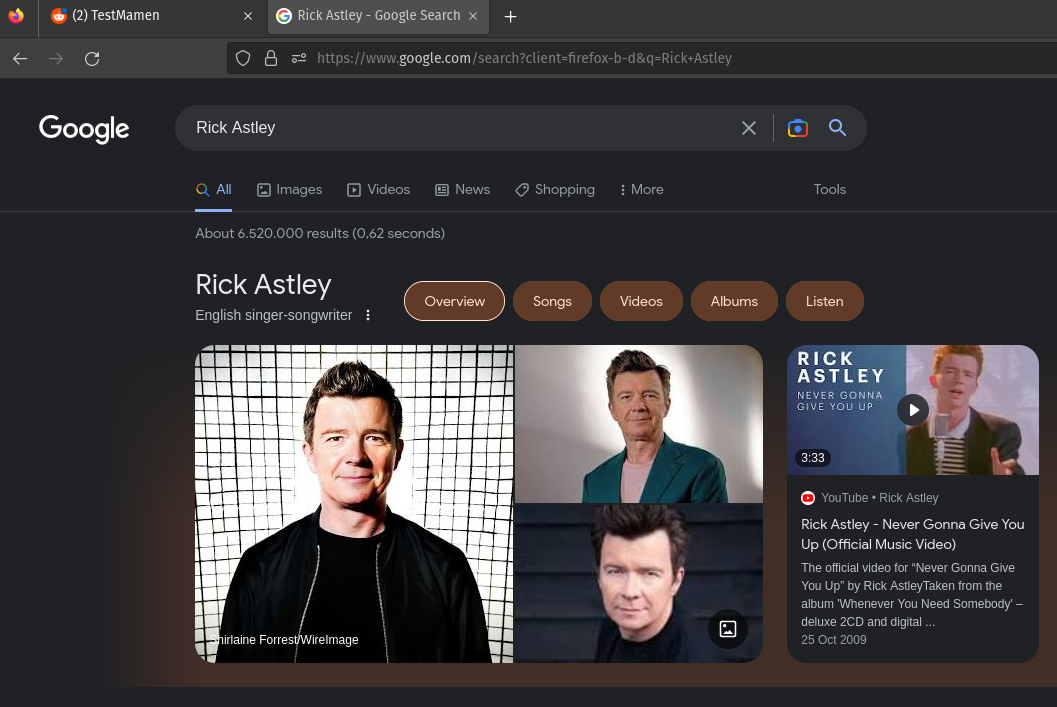 (2) TestMamen
Rick Astley - Google Search
https://www.google.com/search?client=firefox-b-d&q=Rick+Astley
Google
Rick Astley
All
Images
Videos
News
Shopping
More
Tools
About 6.520.000 results (0,62 seconds)
Rick Astley
English singer-songwriter
Overview
Songs
Videos
Albums
Listen
Shirlaine Forrest/WireImage
RICK
ASTLEY
NEVER GONNA
GIVE YOU UP
3:33
YouTube • Rick Astley
Rick Astley - Never Gonna Give You
Up (Official Music Video)
The official video for “Never Gonna Give
You Up” by Rick AstleyTaken from the
album 'Whenever You Need Somebody' –
deluxe 2CD and digital ...
25 Oct 2009